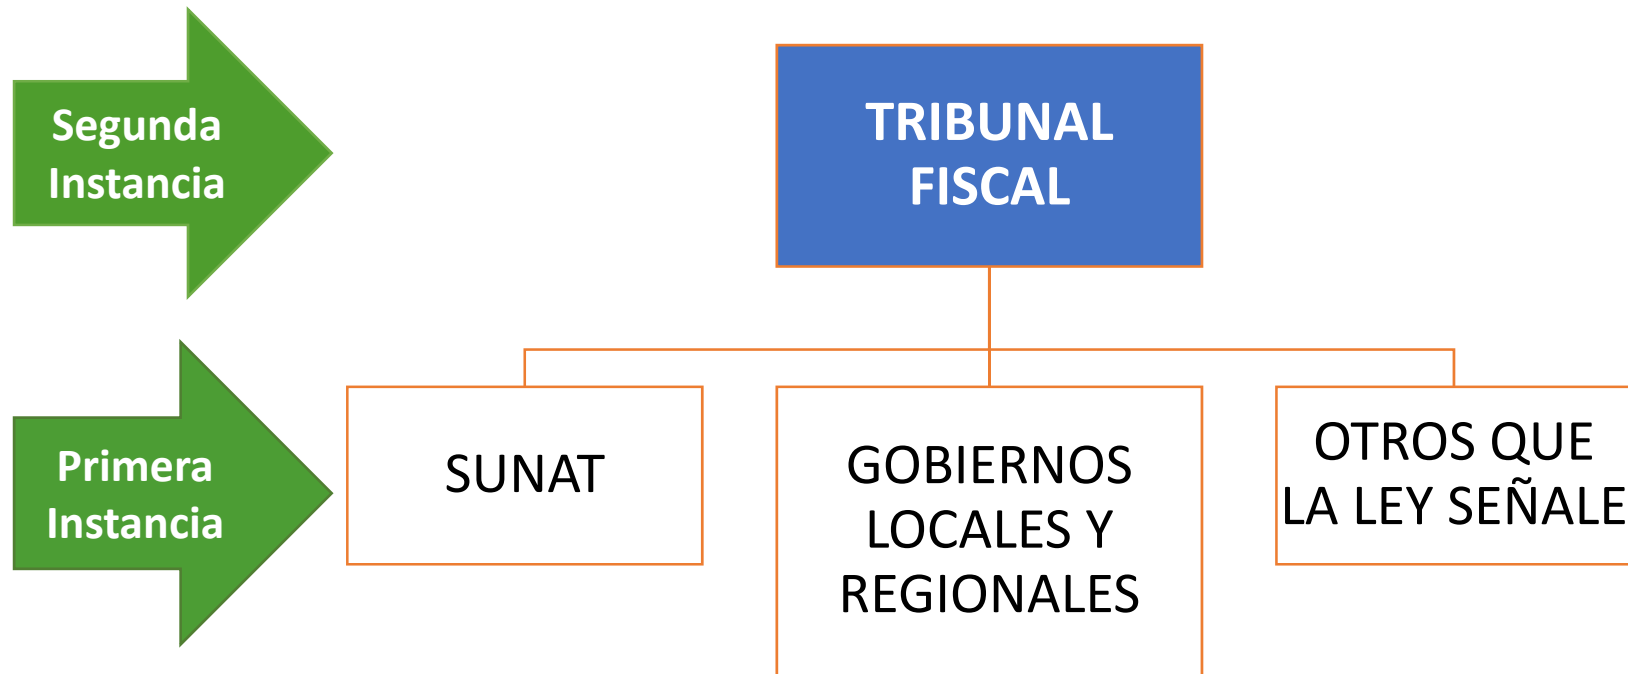 Segunda
Instancia
TRIBUNAL
FISCAL
Primera
Instancia
SUNAT
GOBIERNOS
LOCALES Y
REGIONALES
OTROS QUE
LA LEY SEÑALE